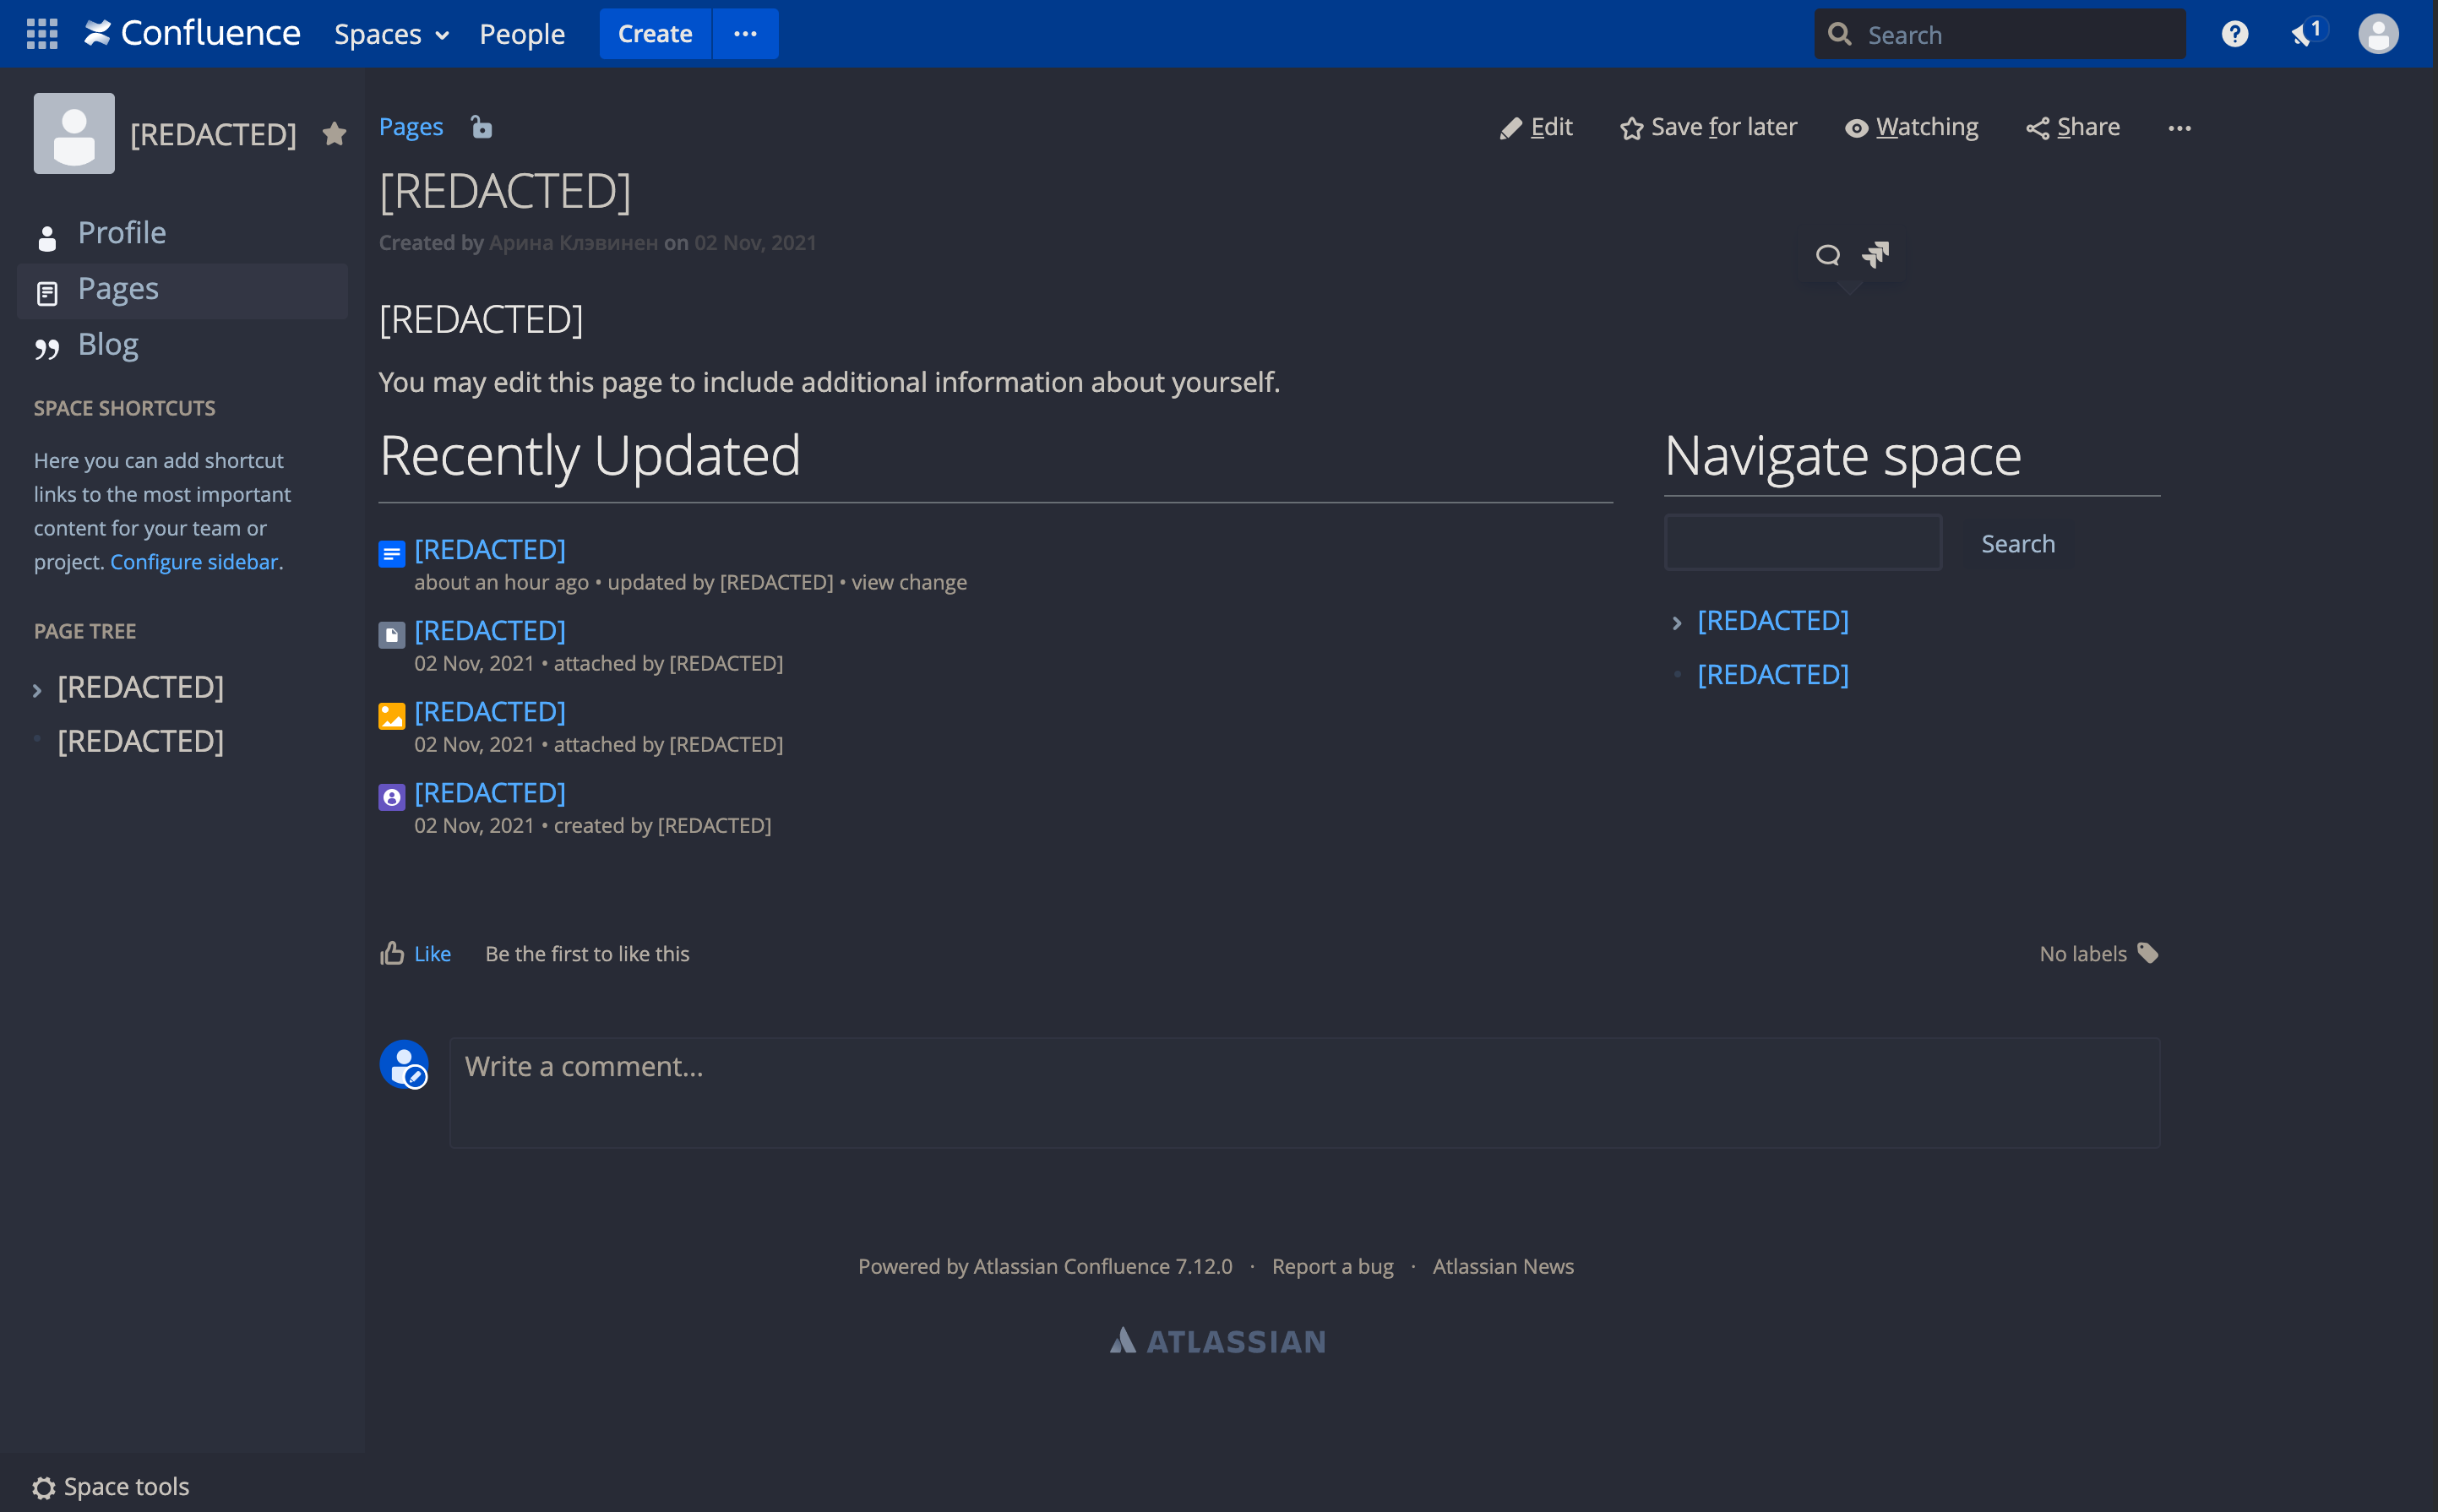 Confluence Spaces People Create ··· Search 1
[REDACTED]
Profile
Pages
Blog
SPACE SHORTCUTS
Here you can add shortcut
links to the most important
content for your team or
project. Configure sidebar.
PAGE TREE
[REDACTED]
[REDACTED]
Space tools
Pages Edit Save for later Watching Share ···
[REDACTED]
Created by Арина Клэвинен on 02 Nov, 2021
[REDACTED]
You may edit this page to include additional information about yourself.
Recently Updated
[REDACTED]
about an hour ago • updated by [REDACTED] • view change
[REDACTED]
02 Nov, 2021 • attached by [REDACTED]
[REDACTED]
02 Nov, 2021 • attached by [REDACTED]
[REDACTED]
02 Nov, 2021 • created by [REDACTED]
Navigate space
Search
[REDACTED]
[REDACTED]
Like Be the first to like this No labels
Write a comment...
Powered by Atlassian Confluence 7.12.0 · Report a bug · Atlassian News
ATLASSIAN